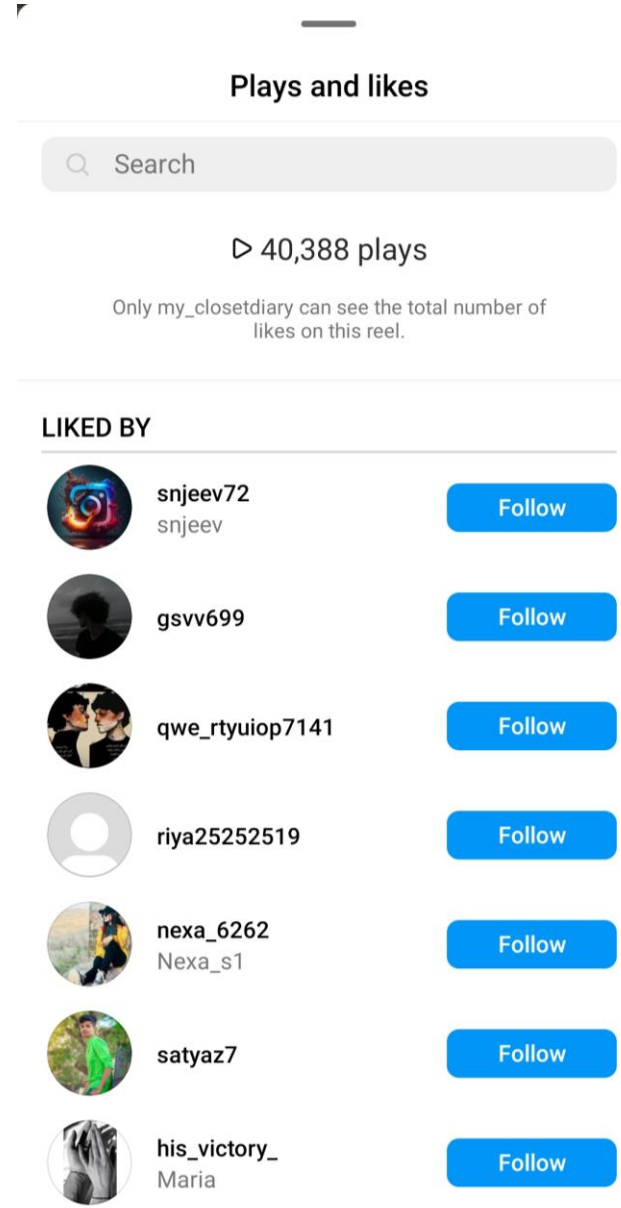 Plays and likes
Search
40,388 plays
Only my_closetdiary can see the total number of
likes on this reel.
LIKED BY
snjeev72
snjeev
Follow
gsvv699
Follow
qwe_rtyuiop7141
Follow
riya25252519
Follow
nexa_6262
Nexa_s1
Follow
satyaz7
Follow
his_victory_
Maria
Follow